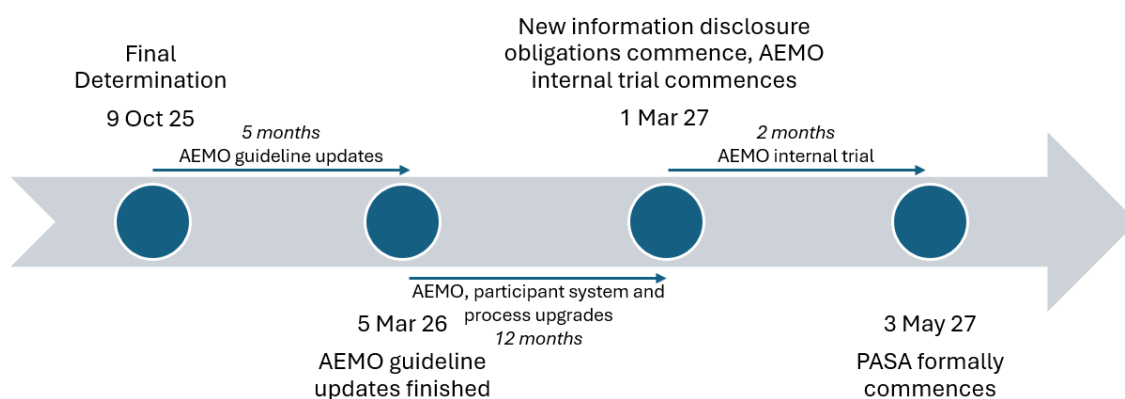 New information disclosure
obligations commence, AEMO
internal trial commences
Final
Determination
9 Oct 25
1 Mar 27
5 months
AEMO guideline updates
2 months
AEMO internal trial
AEMO, participant system and
process upgrades
12 months
5 Mar 26
AEMO guideline
updates finished
3 May 27
PASA formally
commences